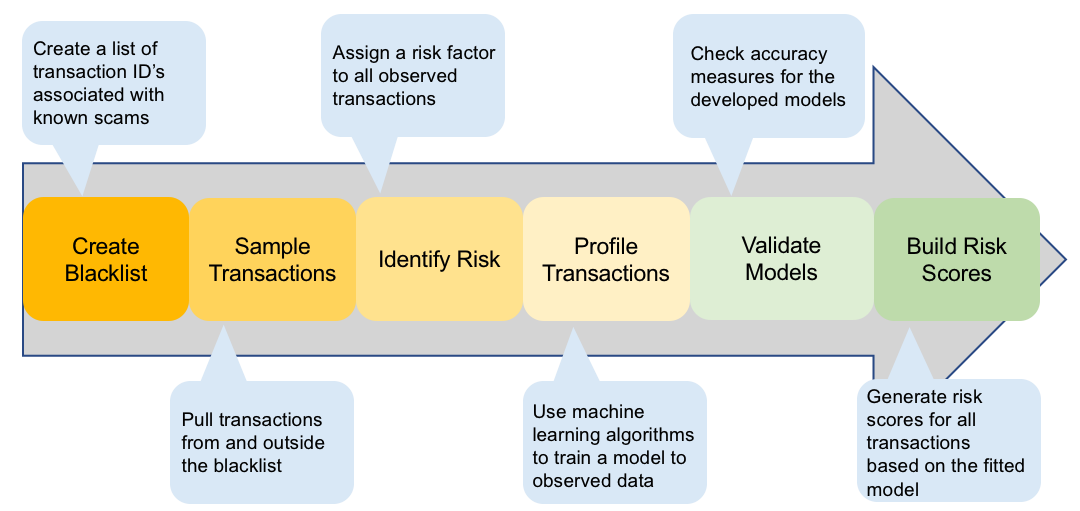 Create a list of
transaction ID’s
associated with
known scams
Assign a risk factor
to all observed
transactions
Check accuracy
measures for the
developed models
Create
Blacklist
Sample
Transactions
Identify Risk
Profile
Transactions
Validate
Models
Build Risk
Scores
Pull transactions
from and outside
the blacklist
Use machine
learning algorithms
to train a model to
observed data
Generate risk
scores for all
transactions
based on the fitted
model